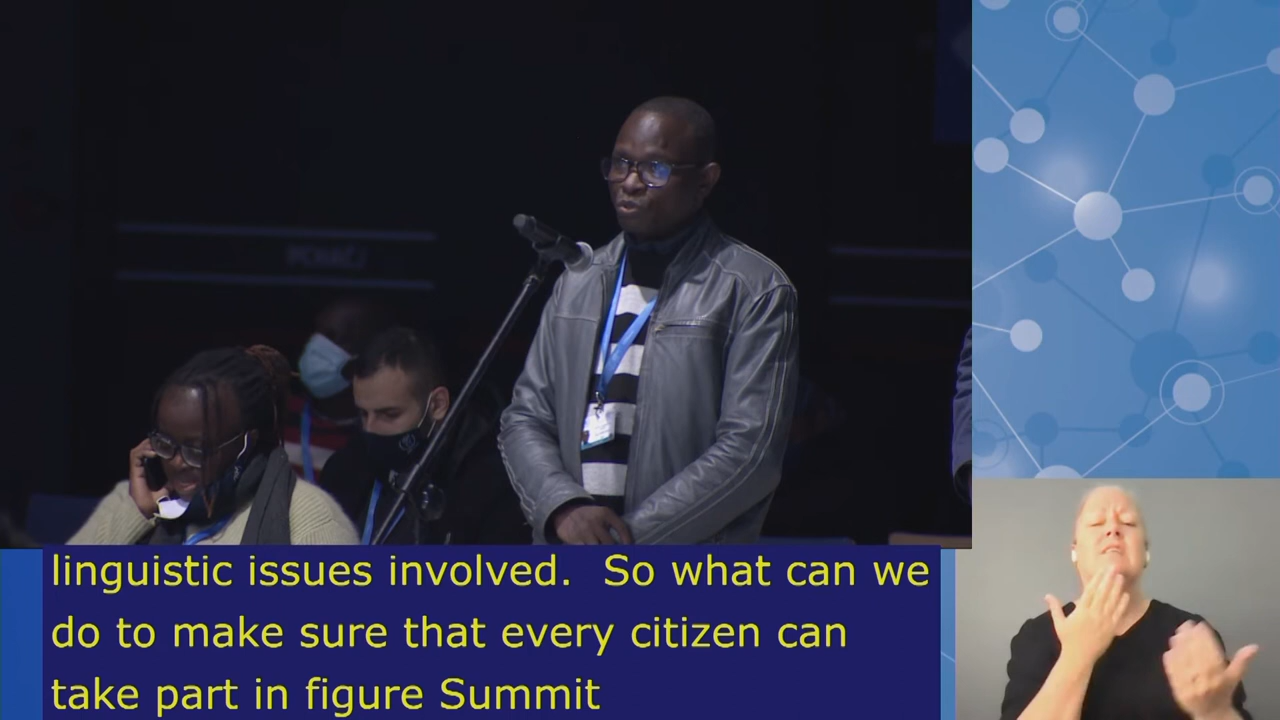 linguistic issues involved.  So what can we
do to make sure that every citizen can
take part in figure Summit